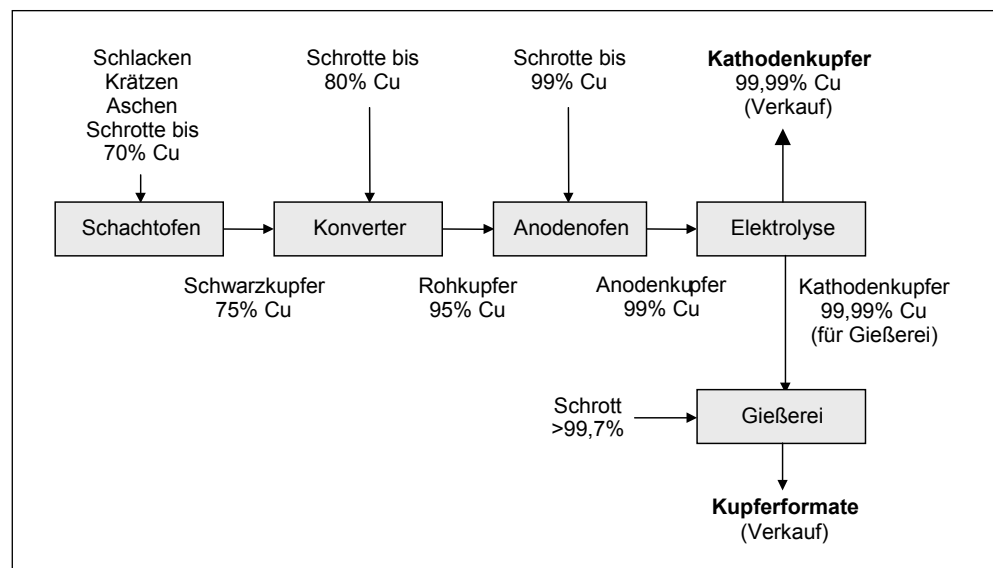 Schlacken
Krätzen
Aschen
Schrotte bis
70% Cu
Schrotte bis
80% Cu
Schrotte bis
99% Cu
Kathodenkupfer
99,99% Cu
(Verkauf)
Schachtofen
Konverter
Anodenofen
Elektrolyse
Schwarzkupfer
75% Cu
Rohkupfer
95% Cu
Anodenkupfer
99% Cu
Kathodenkupfer
99,99% Cu
(für Gießerei)
Schrott
>99,7%
Gießerei
Kupferformate
(Verkauf)